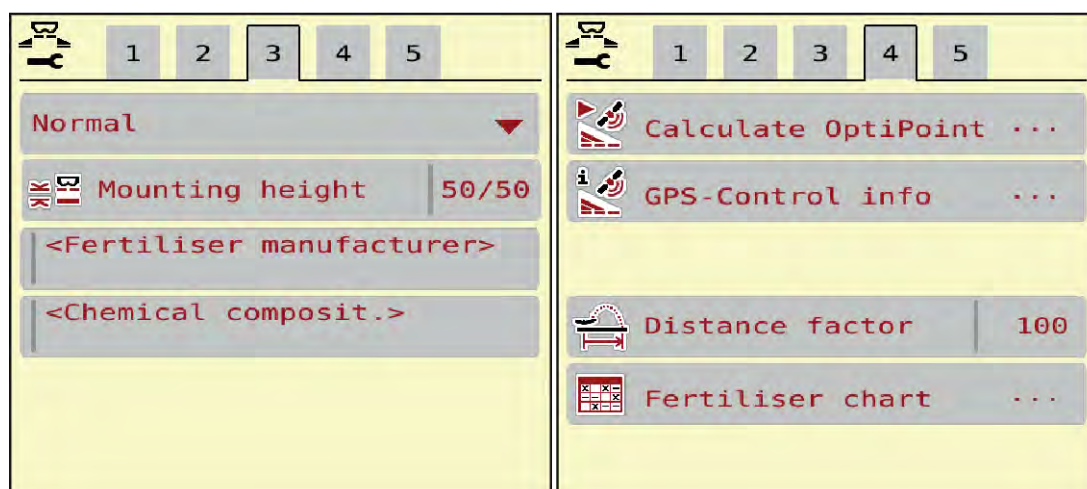 1 2 3 4 5
Normal
Mounting height 50/50
<Fertiliser manufacturer>
<Chemical composit.>
1 2 3 4 5
Calculate OptiPoint ...
i
GPS-Control info ...
Distance factor 100
Fertiliser chart ...